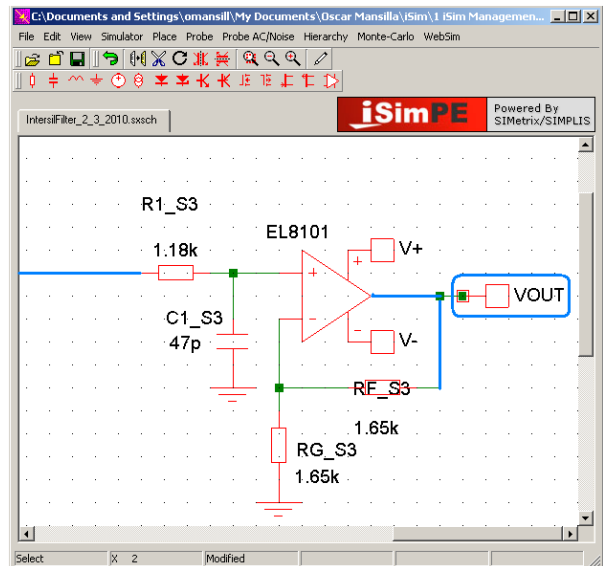 C:\Documents and Settings\omansill\My Documents\Oscar Mansilla\iSim\1 iSim Managemen...
File Edit View Simulator Place Probe Probe AC/Noise Hierarchy Monte-Carlo WebSim
IntersilFilter_2_3_2010.sxsch
iSimPE
Powered By
SIMetrix/SIMPLIS
R1_S3
EL8101
1.18k
V+
+
+
VOUT
C1_S3
47p
-
-
V-
RF_S3
1.65k
RG_S3
1.65k
Select X 2 Modified